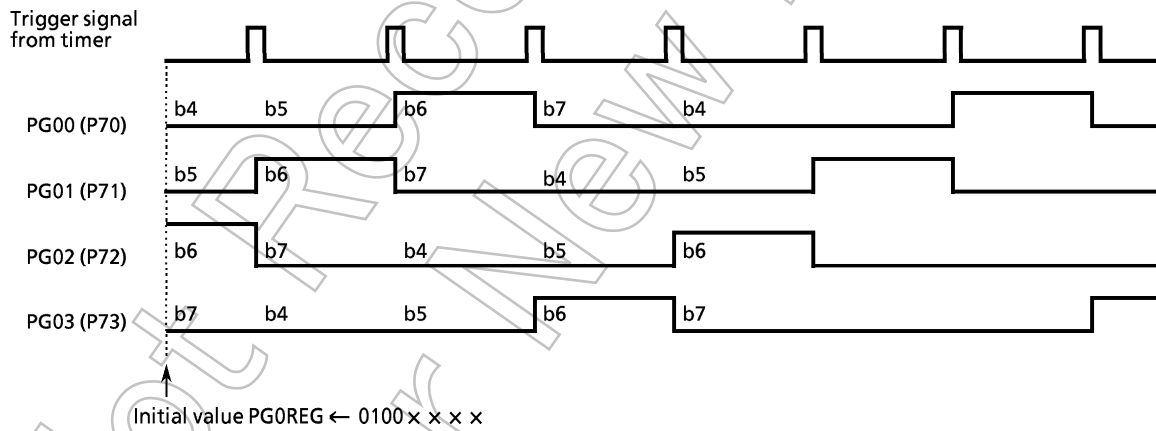 Trigger signal
from timer
PG00 (P70) b4 b5 b6 b7 b4
PG01 (P71) b5 b6 b7 b4 b5
PG02 (P72) b6 b7 b4 b5 b6
PG03 (P73) b7 b4 b5 b6 b7
Initial value PG0REG ← 0100 × × × ×